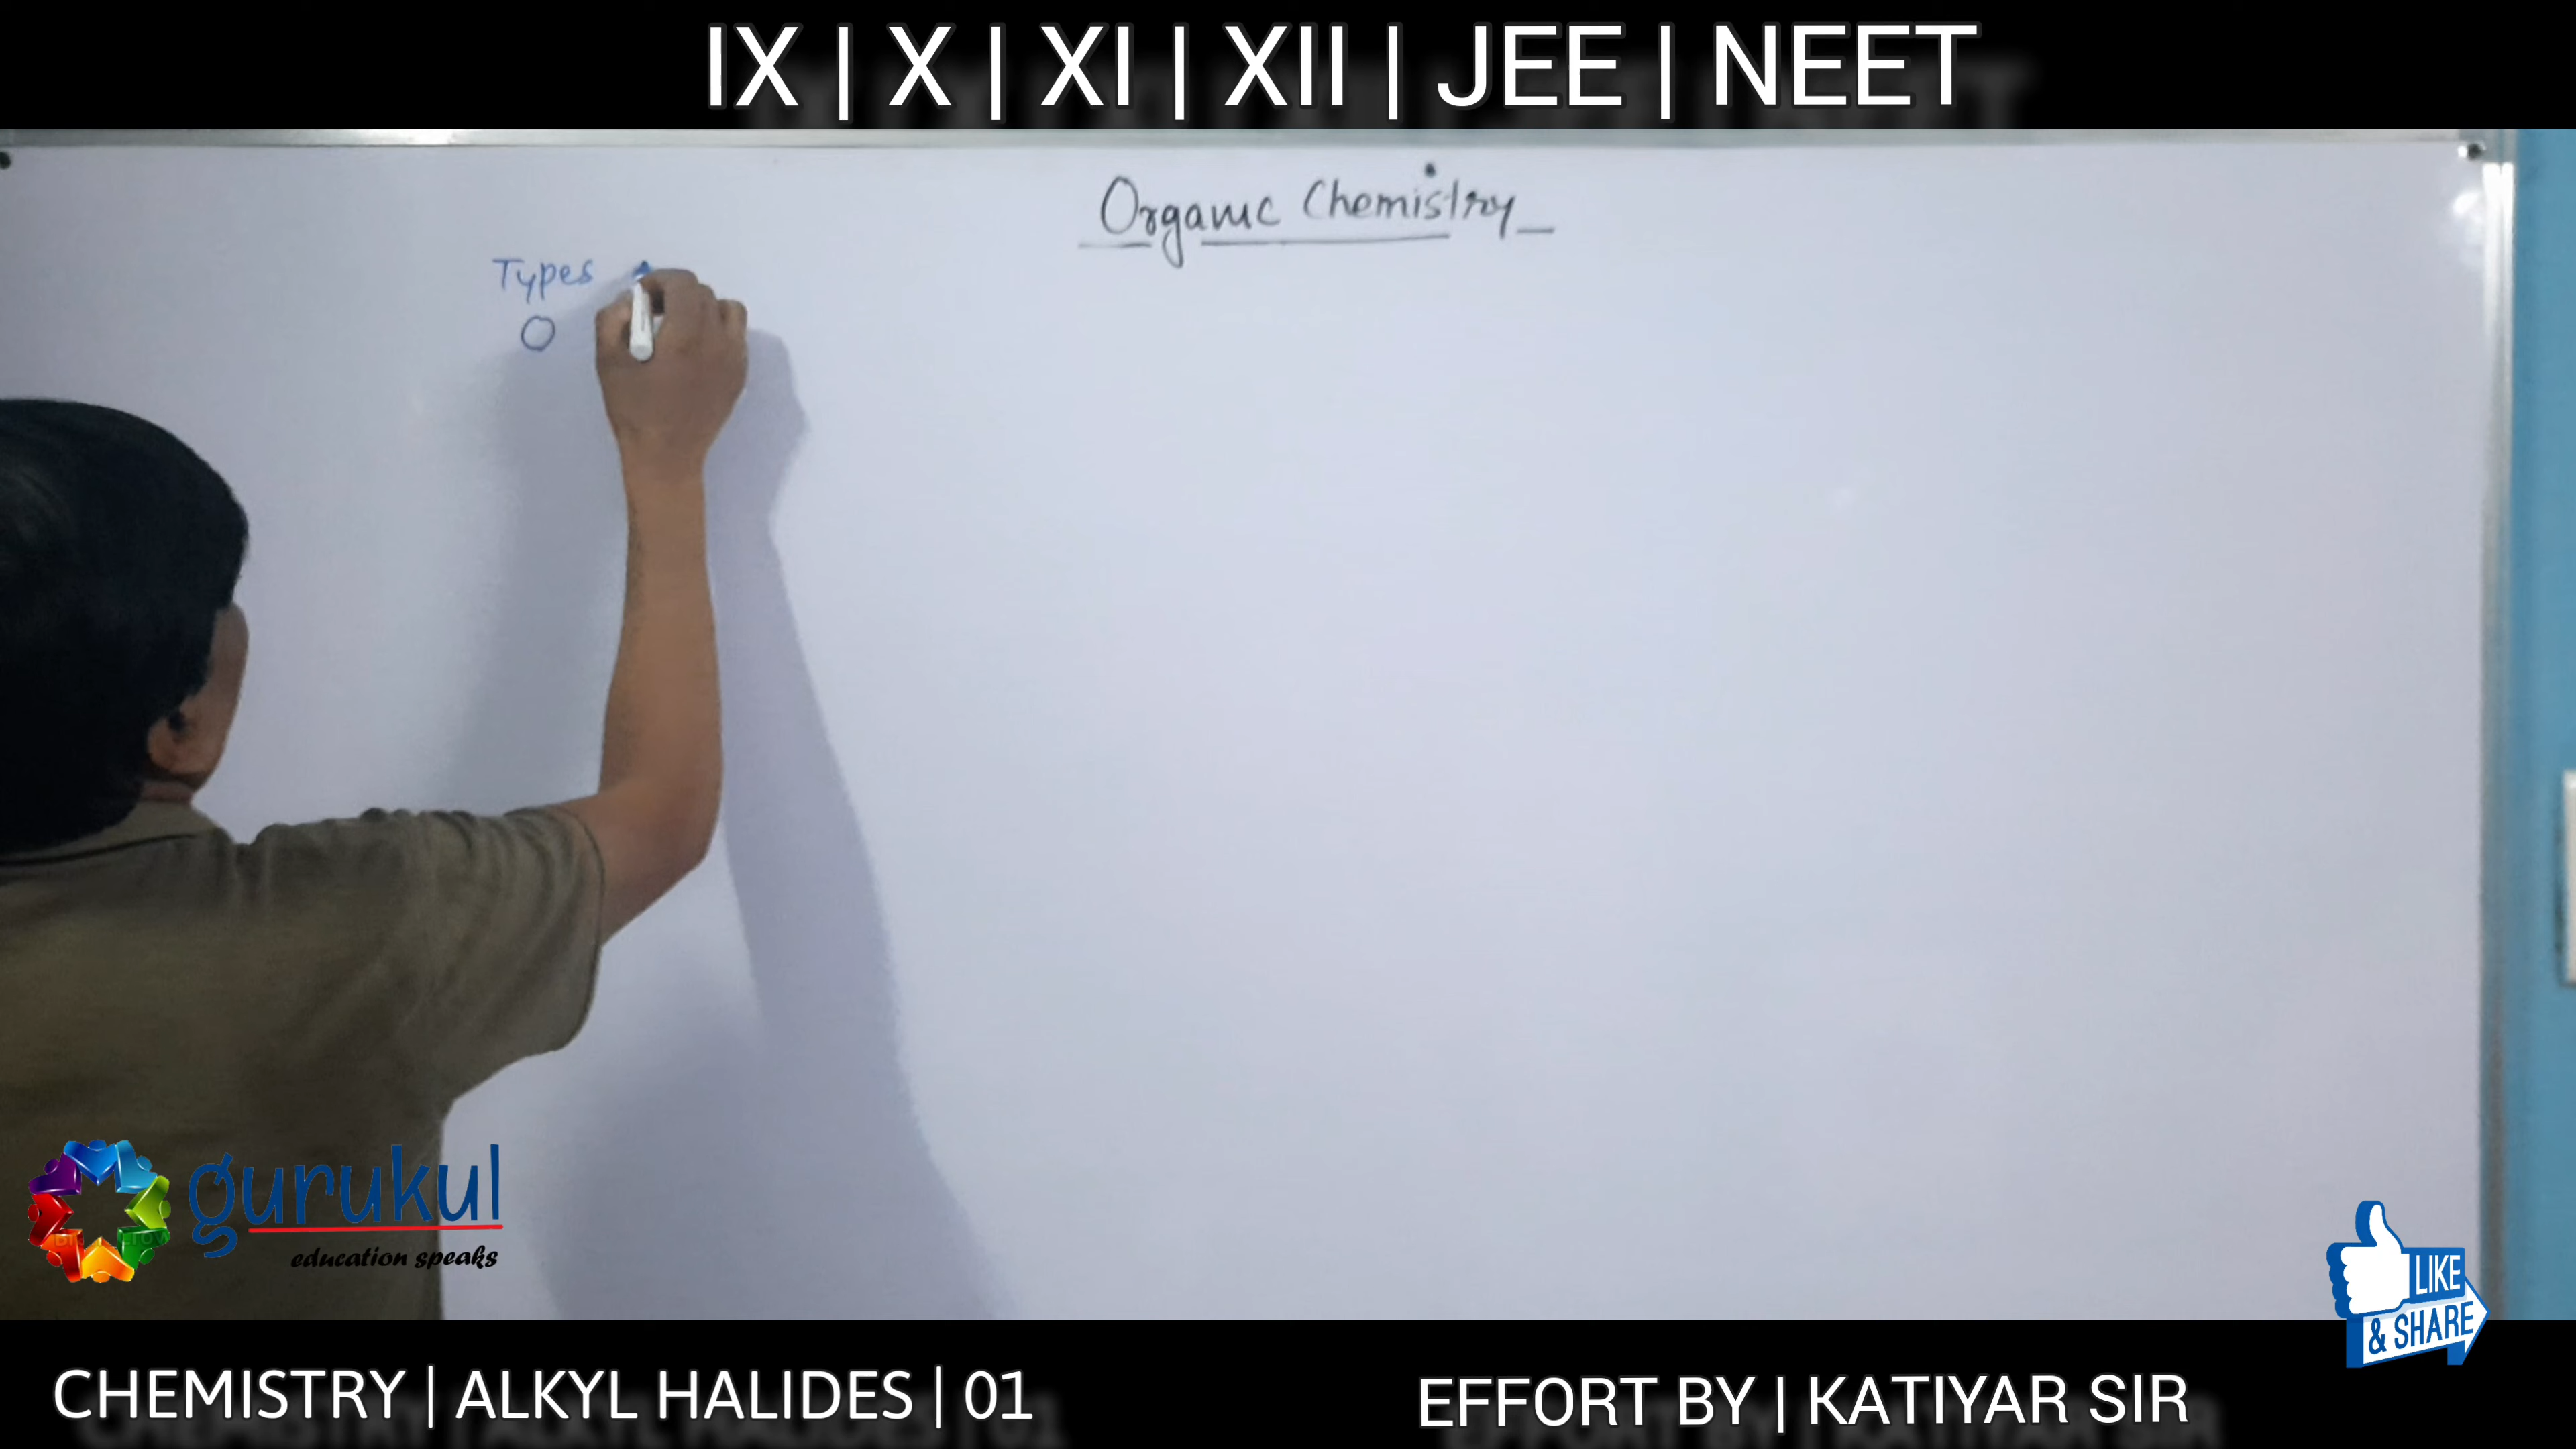 IX | X | XI | XII | JEE | NEET
Organic Chemistry
Types
O
gurukul
education speaks
LIKE
& SHARE
CHEMISTRY | ALKYL HALIDES | 01
EFFORT BY | KATIYAR SIR